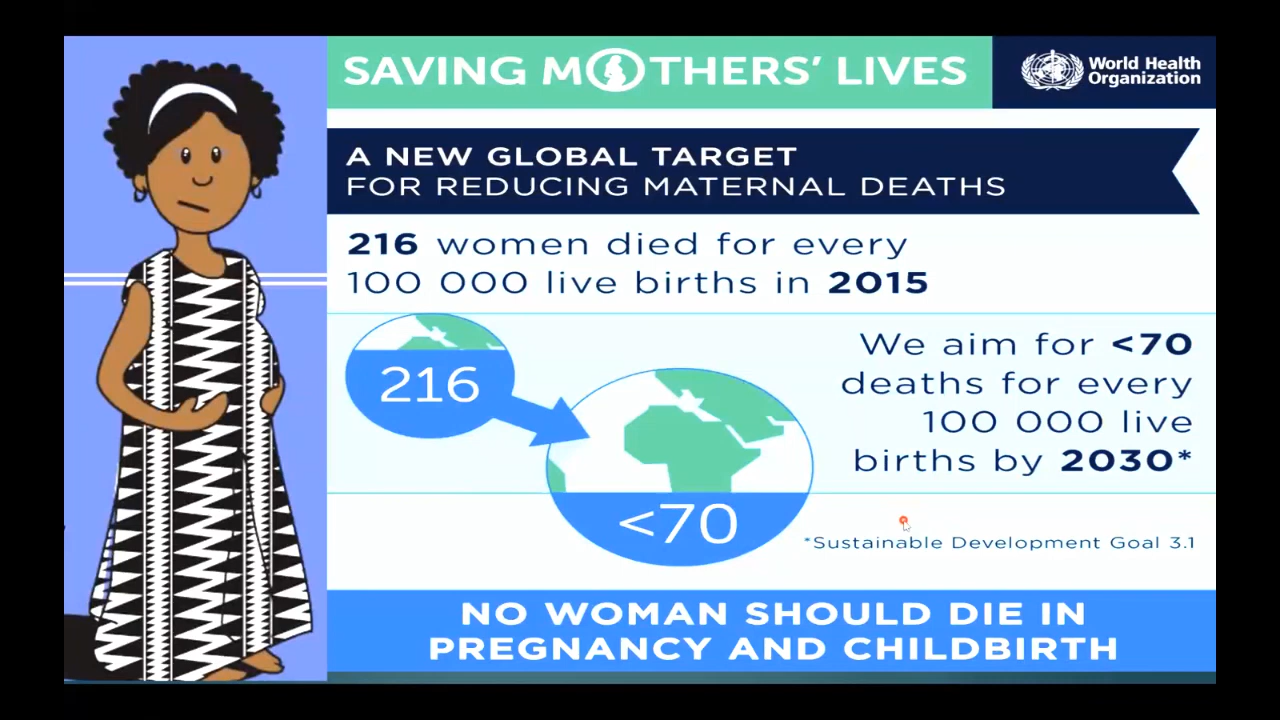 SAVING MOTHERS' LIVES
World Health
Organization
A NEW GLOBAL TARGET
FOR REDUCING MATERNAL DEATHS
216 women died for every
100 000 live births in 2015
216
<70
We aim for <70
deaths for every
100 000 live
births by 2030*
*Sustainable Development Goal 3.1
NO WOMAN SHOULD DIE IN
PREGNANCY AND CHILDBIRTH